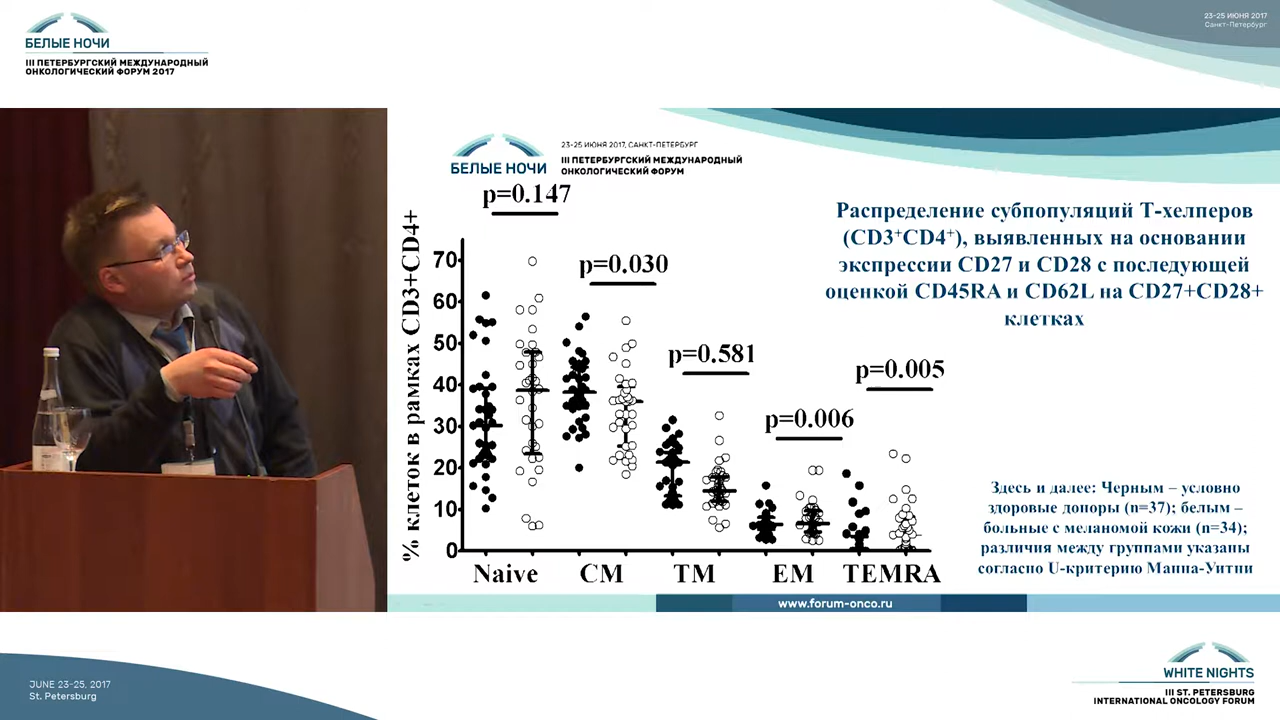 БЕЛЫЕ НОЧИ
III ПЕТЕРБУРГСКИЙ МЕЖДУНАРОДНЫЙ
ОНКОЛОГИЧЕСКИЙ ФОРУМ 2017
23-25 ИЮНЯ 2017
Санкт-Петербург
БЕЛЫЕ НОЧИ
23-25 ИЮНЯ 2017, САНКТ-ПЕТЕРБУРГ
III ПЕТЕРБУРГСКИЙ МЕЖДУНАРОДНЫЙ
ОНКОЛОГИЧЕСКИЙ ФОРУМ
Распределение субпопуляций Т-хелперов
(CD3+CD4+), выявленных на основании
экспрессии CD27 и CD28 с последующей
оценкой CD45RA и CD62L на CD27+CD28+
клетках
% клеток в рамках CD3+CD4+
p=0.147
p=0.030
p=0.581
p=0.006
p=0.005
70
60
50
40
30
20
10
0
Naive CM TM EM TEMRA
Здесь и далее: Черным – условно
здоровые доноры (n=37); белым –
больные с меланомой кожи (n=34);
различия между группами указаны
согласно U-критерию Манна-Уитни
www.forum-onco.ru
JUNE 23-25, 2017
St. Petersburg
WHITE NIGHTS
III ST. PETERSBURG
INTERNATIONAL ONCOLOGY FORUM